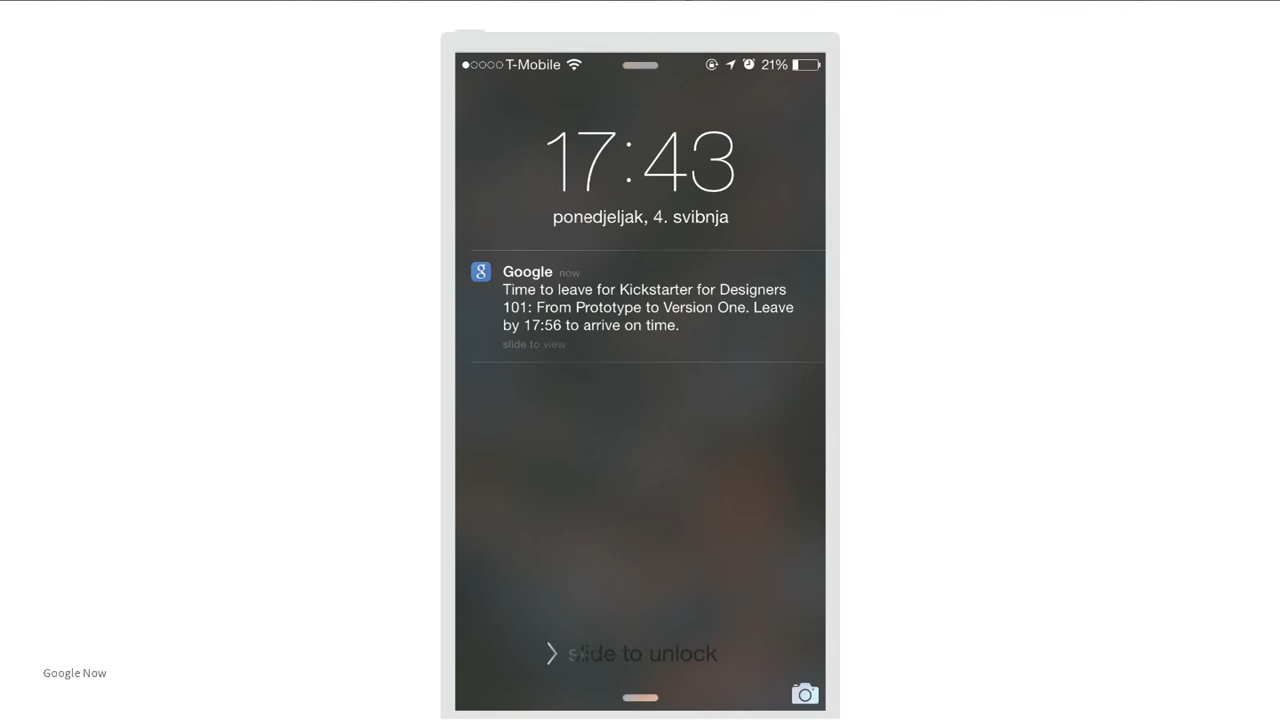 T-Mobile 21%
17:43
ponedjeljak, 4. svibnja
Google now
Time to leave for Kickstarter for Designers
101: From Prototype to Version One. Leave
by 17:56 to arrive on time.
slide to view
slide to unlock
Google Now